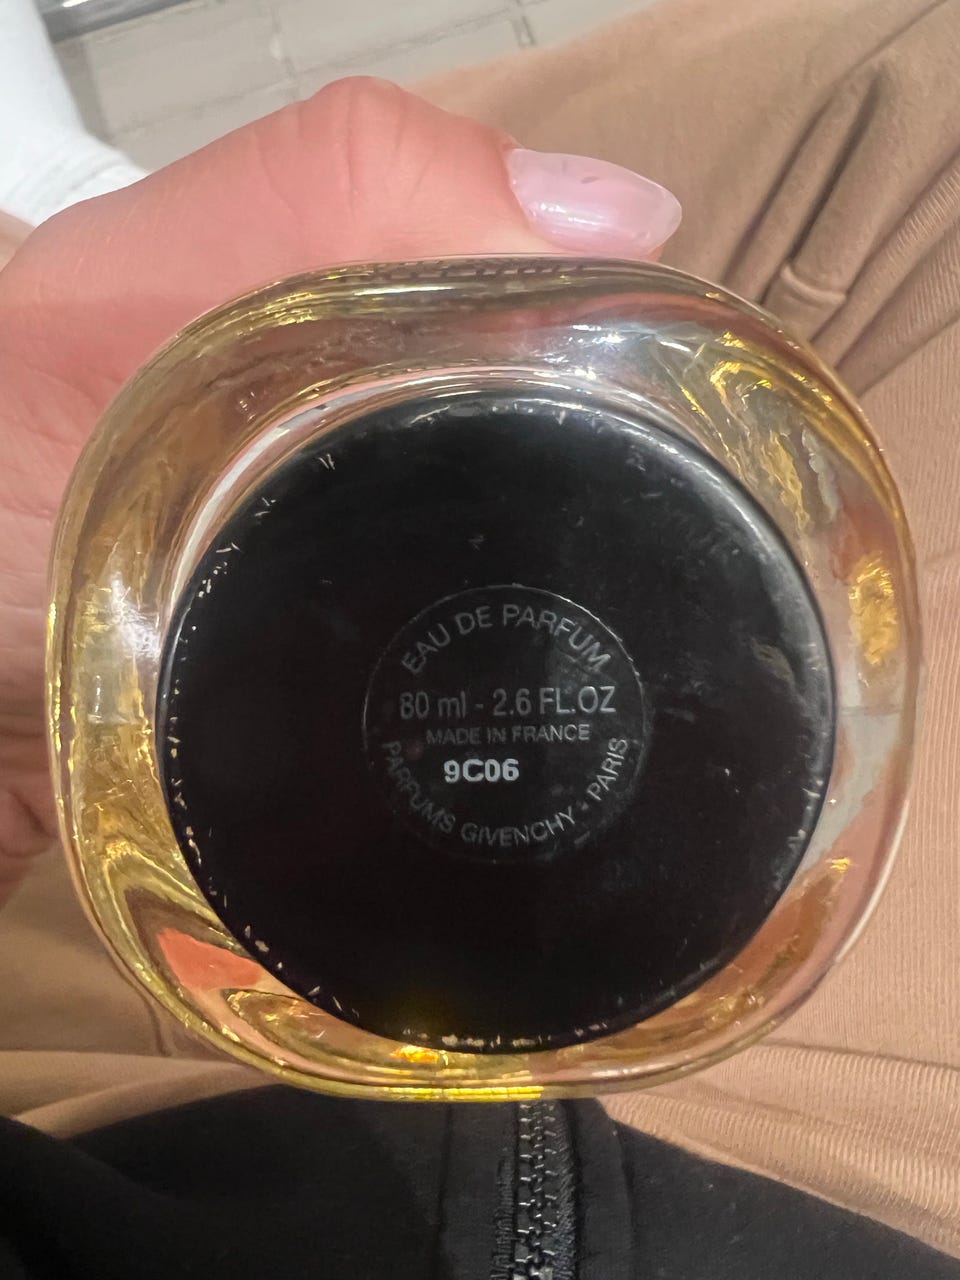 EAU DE PARFUM
80 ml - 2.6 FL.OZ
MADE IN FRANCE
9C06
PARFUMS GIVENCHY - PARIS